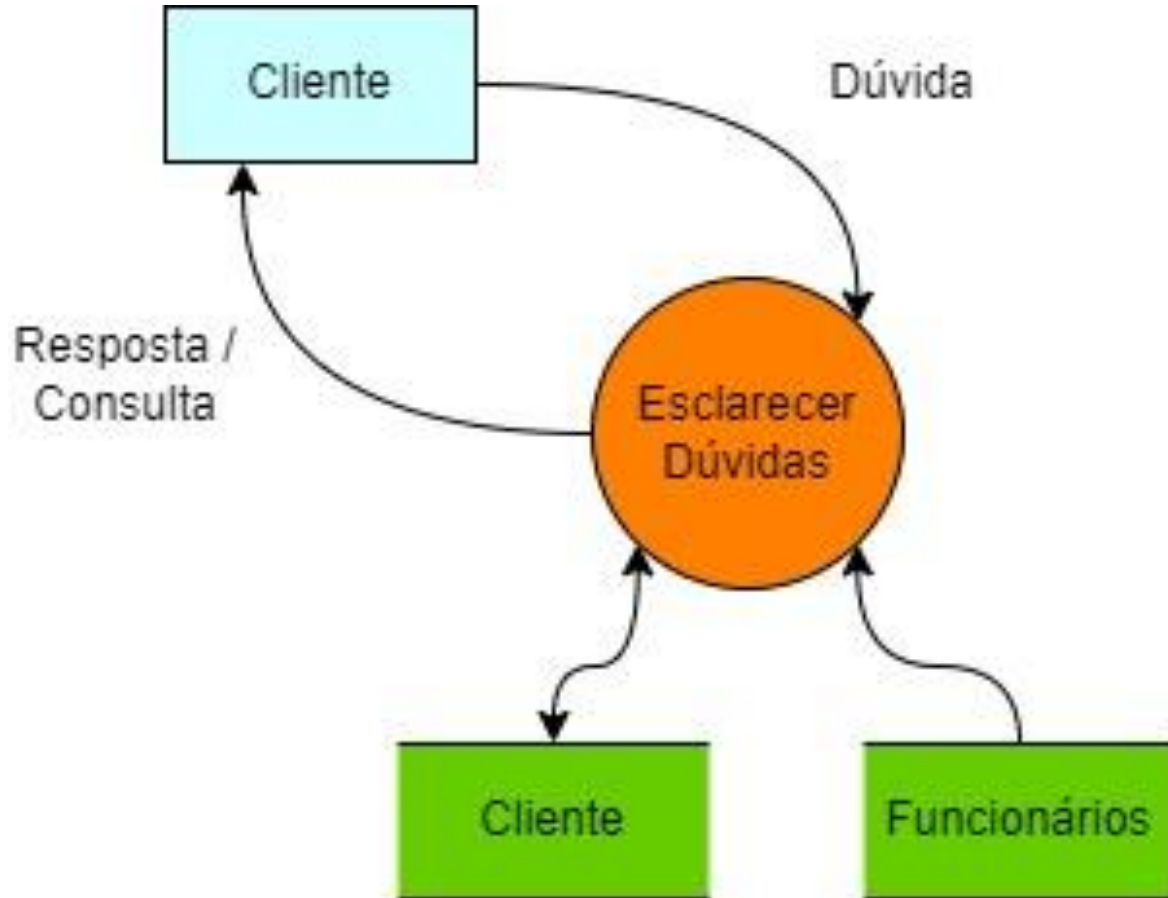 Cliente
Dúvida
Resposta /
Consulta
Esclarecer
Dúvidas
Cliente
Funcionários